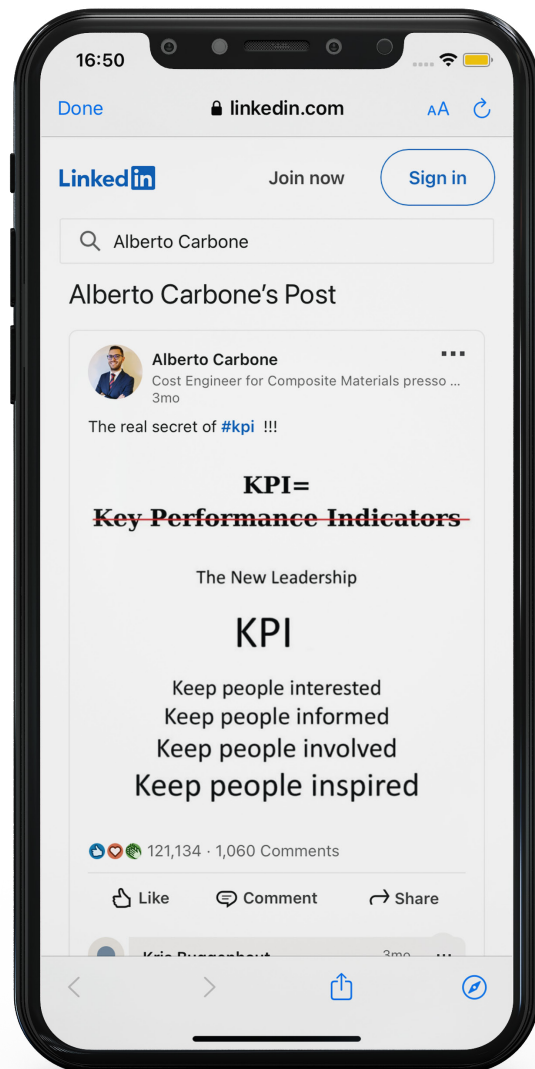 16:50
Done
linkedin.com
AA
Linked in
Join now
Sign in
Alberto Carbone
Alberto Carbone's Post
Alberto Carbone
Cost Engineer for Composite Materials presso ...
3mo
The real secret of #kpi !!!
KPI=
Key Performance Indicators
The New Leadership
KPI
Keep people interested
Keep people informed
Keep people involved
Keep people inspired
121,134 · 1,060 Comments
Like
Comment
Share
3mo